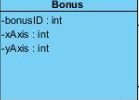 Bonus
-bonusID : int
-xAxis : int
-yAxis : int